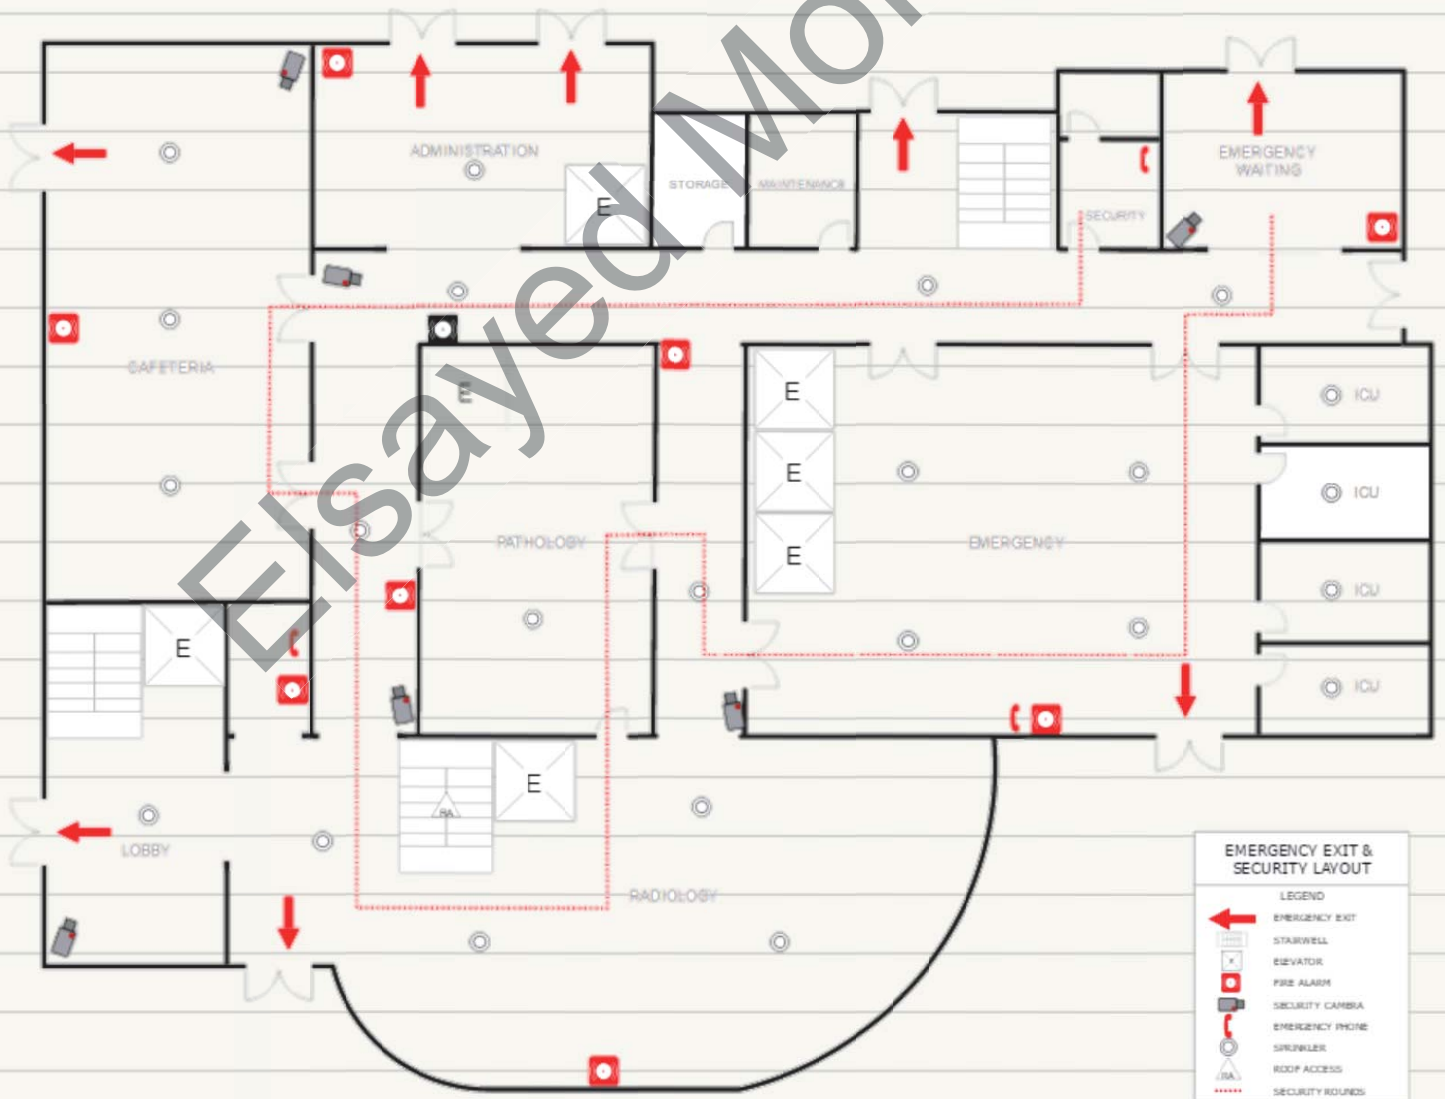 ADMINISTRATION
EMERGENCY
WAITING
STORAGE
MAINTENANCE
E
SECURITY
CAFETERIA
E
E
ICU
E
ICU
E
PATHOLOGY
EMERGENCY
ICU
E
ICU
E
RA
LOBBY
RADIOLOGY
EMERGENCY EXIT &
SECURITY LAYOUT
LEGEND
EMERGENCY EXIT
STAIRWELL
ELEVATOR
FIRE ALARM
SECURITY CAMERA
EMERGENCY PHONE
SPRINKLER
RA
ROOF ACCESS
SECURITY ROUNDS
Elsayed Mo